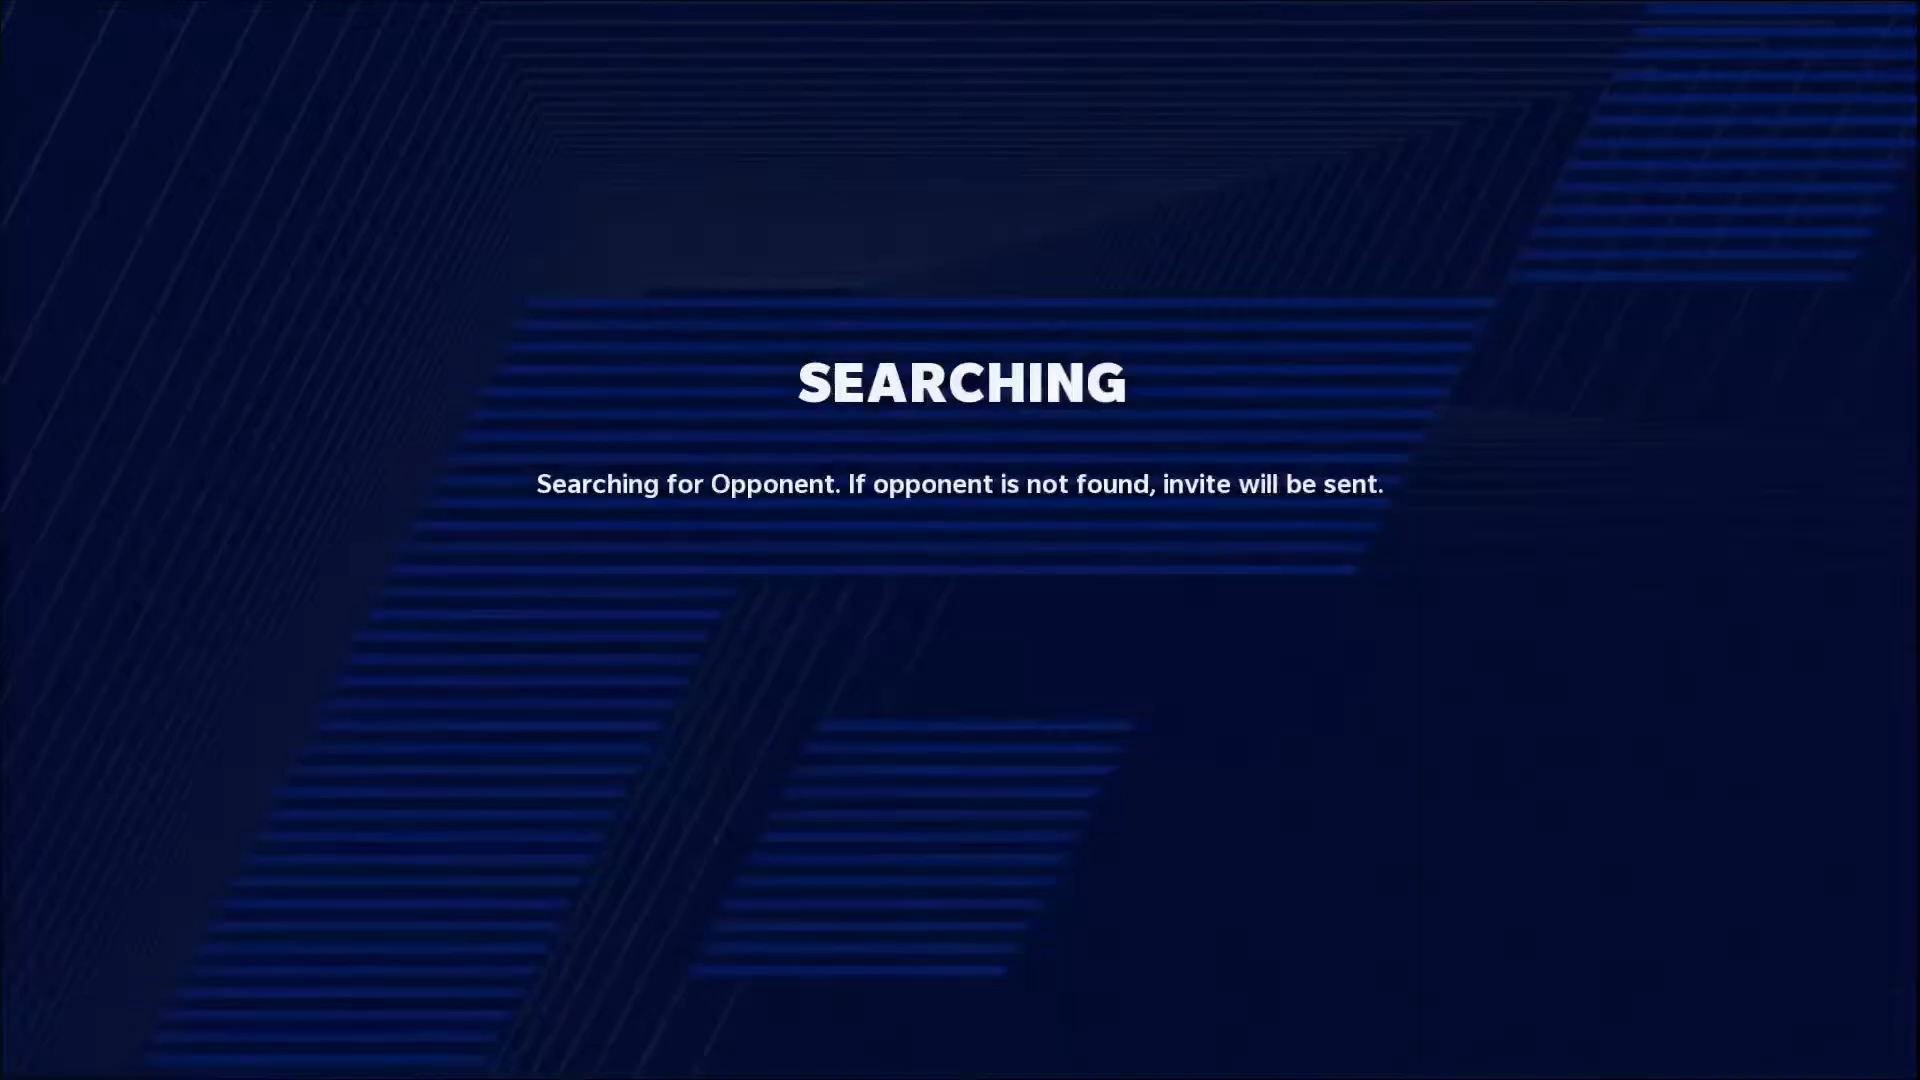 SEARCHING
Searching for Opponent. If opponent is not found, invite will be sent.